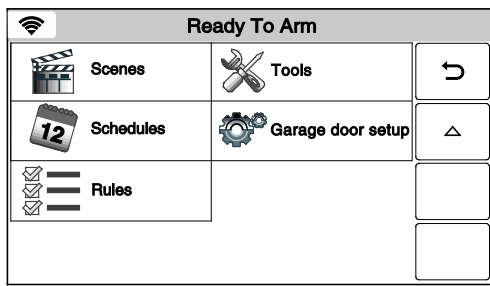 Ready To Arm
Scenes
Tools
12
Schedules
Garage door setup
Rules